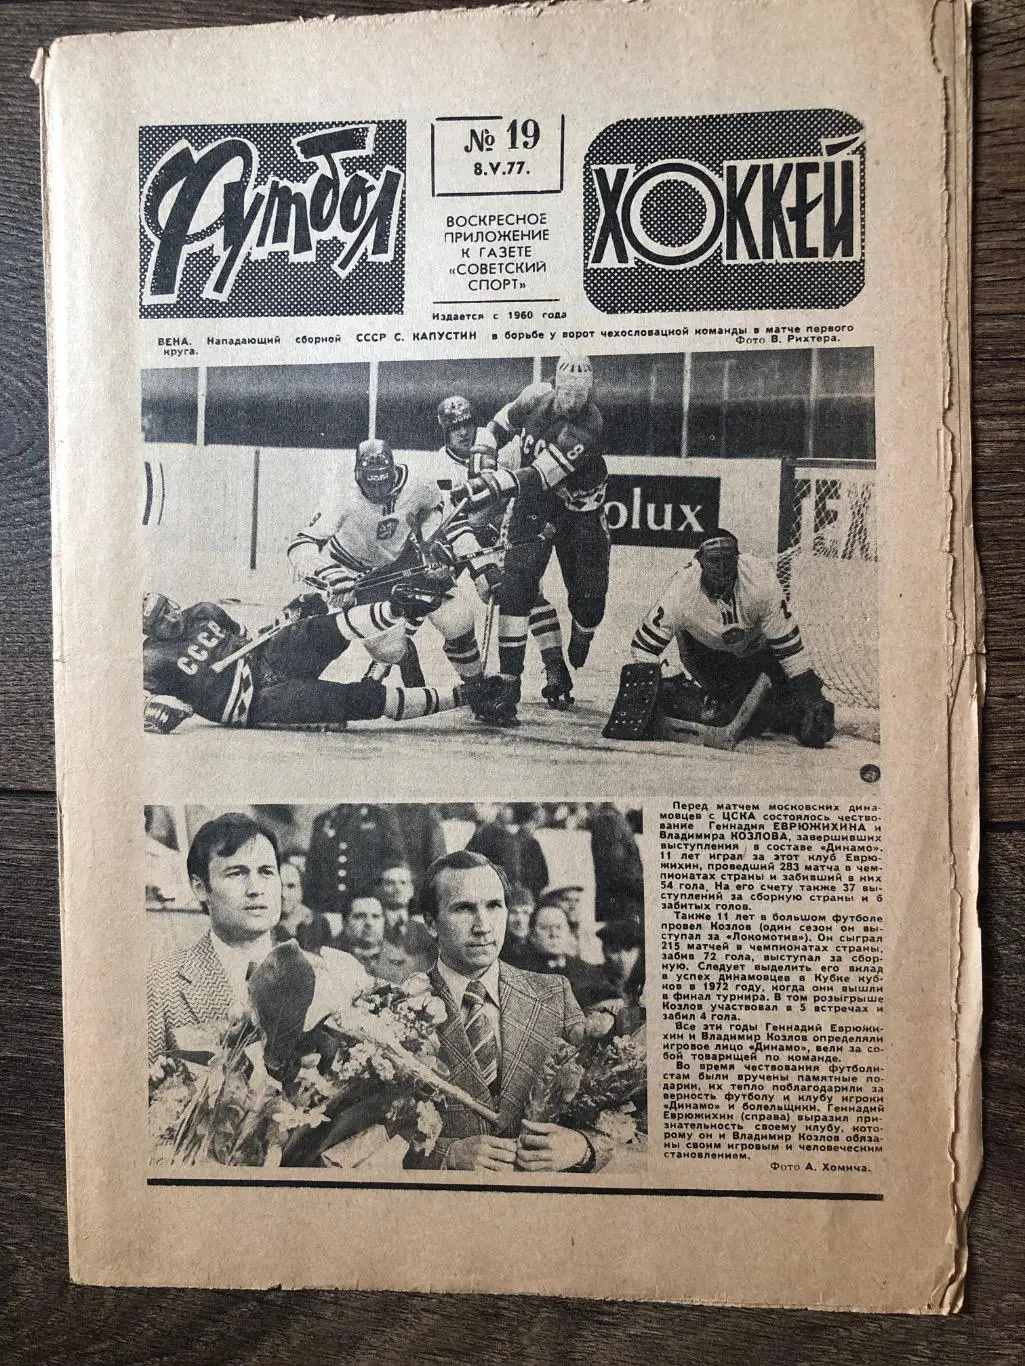 Футбол
№ 19
8.V.77.
ХОККЕЙ
ВОСКРЕСНОЕ
ПРИЛОЖЕНИЕ
К ГАЗЕТЕ
«СОВЕТСКИЙ
СПОРТ»
Издается с 1960 года
ВЕНА. Нападающий сборной СССР С. КАПУСТИН в борьбе у ворот чехословацкой команды в матче первого
круга. Фото В. Рихтера.
СССР
8
СССР
olux
2
Перед матчем московских дина-
мовцев с ЦСКА состоялось чество-
вание Геннадия ЕВРЮЖИХИНА и
Владимира КОЗЛОВА, завершивших
выступления в составе «Динамо».
11 лет играл за этот клуб Еврю-
жихин, проведший 283 матча в чем-
пионатах страны и забивший в них
54 гола. На его счету также 37 вы-
ступлений за сборную страны и 6
забитых голов.
Также 11 лет в большом футболе
провел Козлов (один сезон он вы-
ступал за «Локомотив»). Он сыграл
215 матчей в чемпионатах страны,
забив 72 гола, выступал за сбор-
ную. Следует выделить его вклад
в успех динамовцев в Кубке куб-
ков в 1972 году, когда они вышли
в финал турнира. В том розыгрыше
Козлов участвовал в 5 встречах и
забил 4 гола.
Все эти годы Геннадий Еврюжи-
хин и Владимир Козлов определяли
игровое лицо «Динамо», вели за со-
бой товарищей по команде.
Во время чествования футболи-
стам были вручены памятные по-
дарки, их тепло поблагодарили за
верность футболу и клубу игроки
«Динамо» и болельщики. Геннадий
Еврюжихин (справа) выразил при-
знательность своему клубу, кото-
рому он и Владимир Козлов обяза-
ны своим игровым и человеческим
становлением.
Фото А. Хомича.